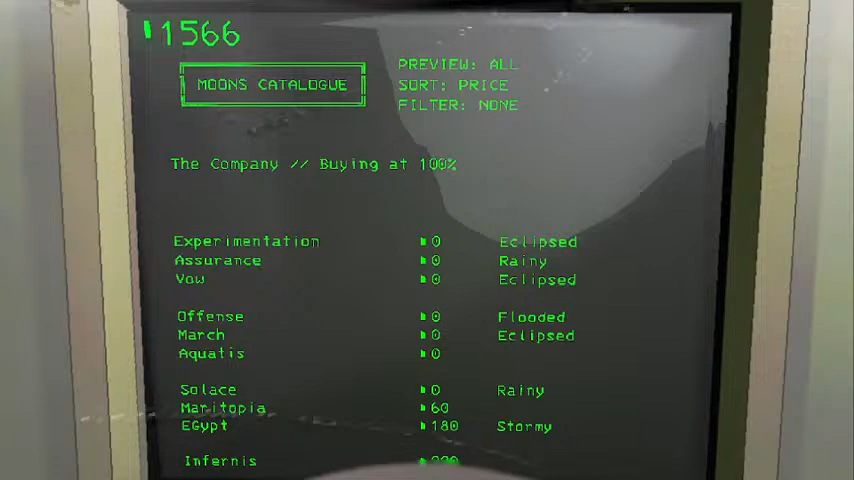 1566
MOONS CATALOGUE
PREVIEW: ALL
SORT: PRICE
FILTER: NONE
The Company // Buying at 100%
Experimentation 0 Eclipsed
Assurance 0 Rainy
Vow 0 Eclipsed
Offense 0 Flooded
March 0 Eclipsed
Aquatis 0
Solace 0 Rainy
Maritopia 60
EGypt 180 Stormy
Infernis